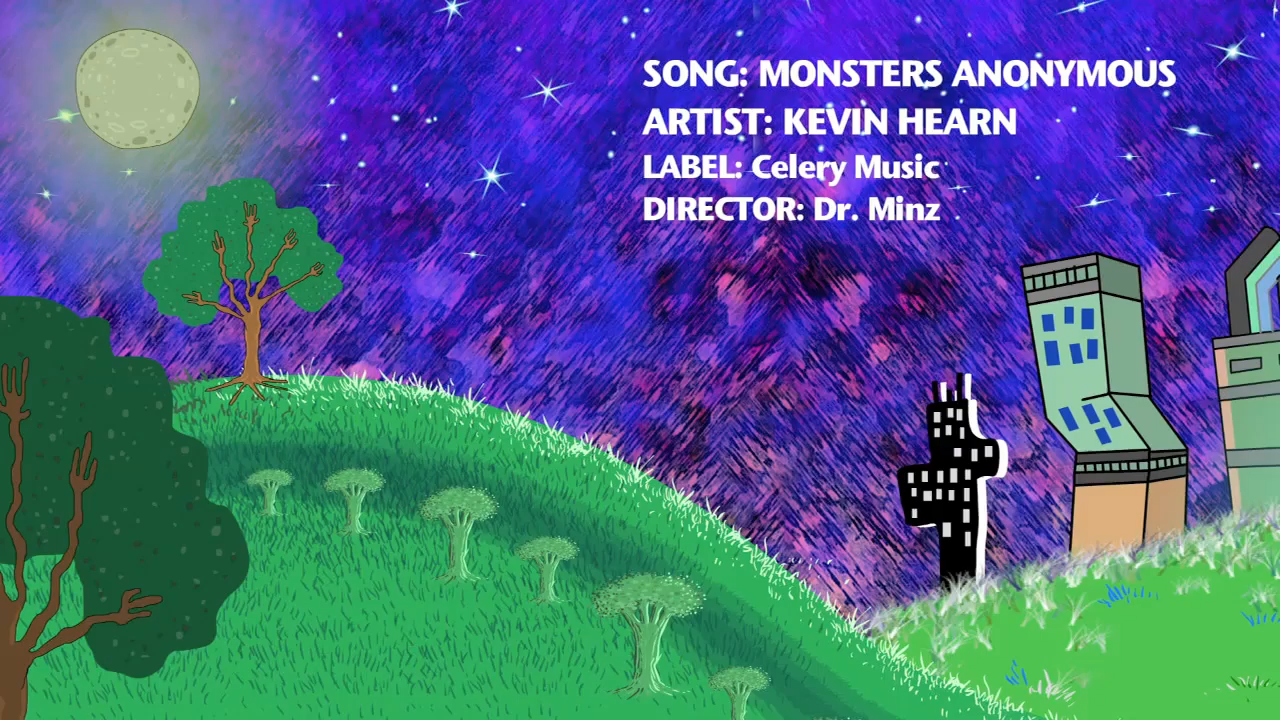 SONG: MONSTERS ANONYMOUS
ARTIST: KEVIN HEARN
LABEL: Celery Music
DIRECTOR: Dr. Minz